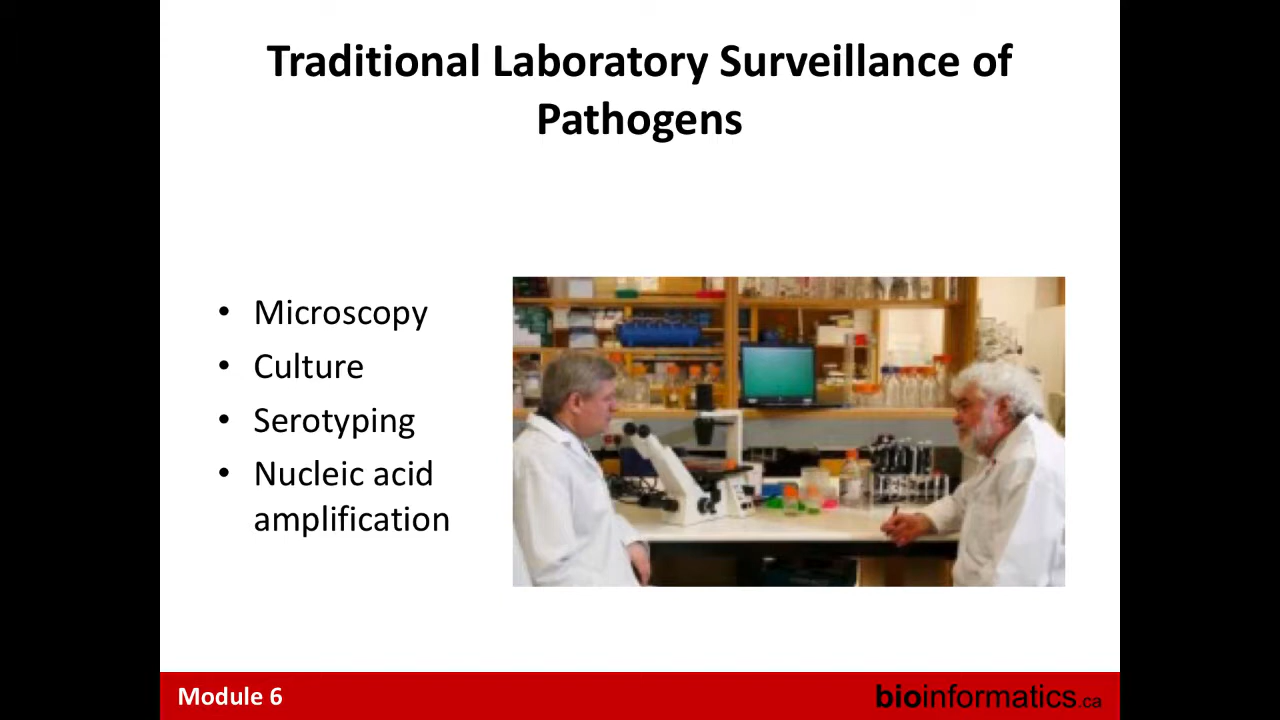 Traditional Laboratory Surveillance of
Pathogens
• Microscopy
• Culture
• Serotyping
• Nucleic acid
amplification
Module 6
bioinformatics.ca